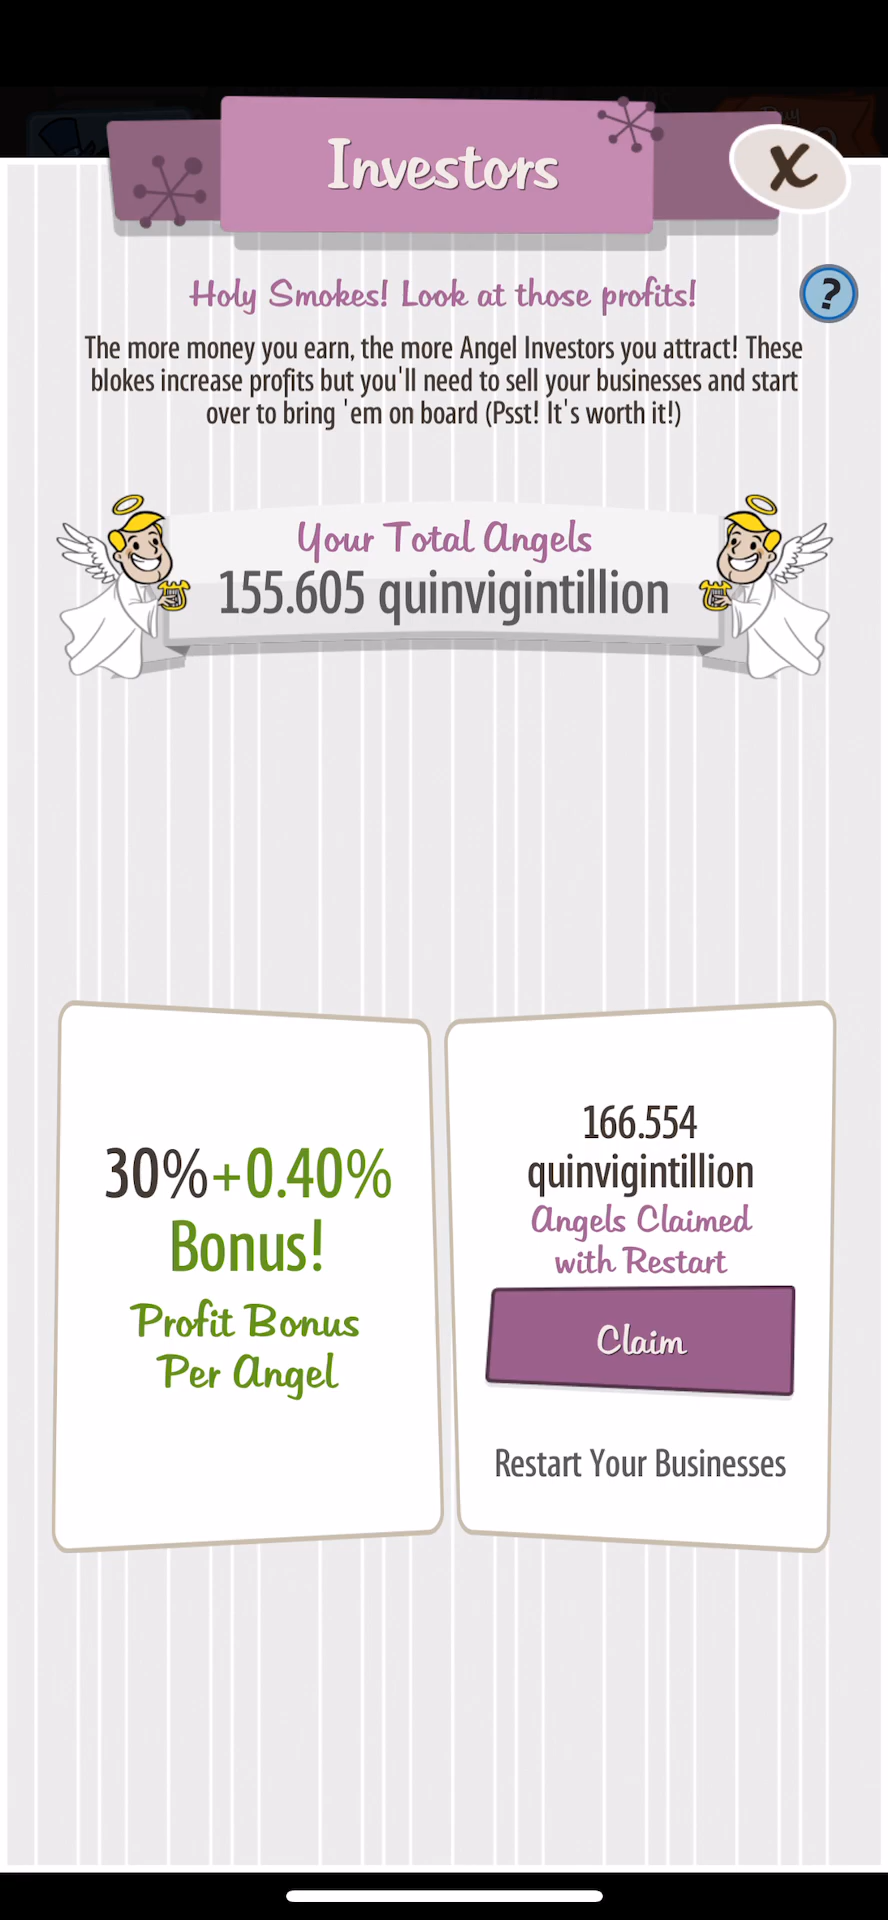 Investors
X
Holy Smokes! Look at those profits!
?
The more money you earn, the more Angel Investors you attract! These
blokes increase profits but you'll need to sell your businesses and start
over to bring 'em on board (Psst! It's worth it!)
Your Total Angels
155.605 quinvigintillion
30%+0.40%
Bonus!
Profit Bonus
Per Angel
166.554
quinvigintillion
Angels Claimed
with Restart
Claim
Restart Your Businesses